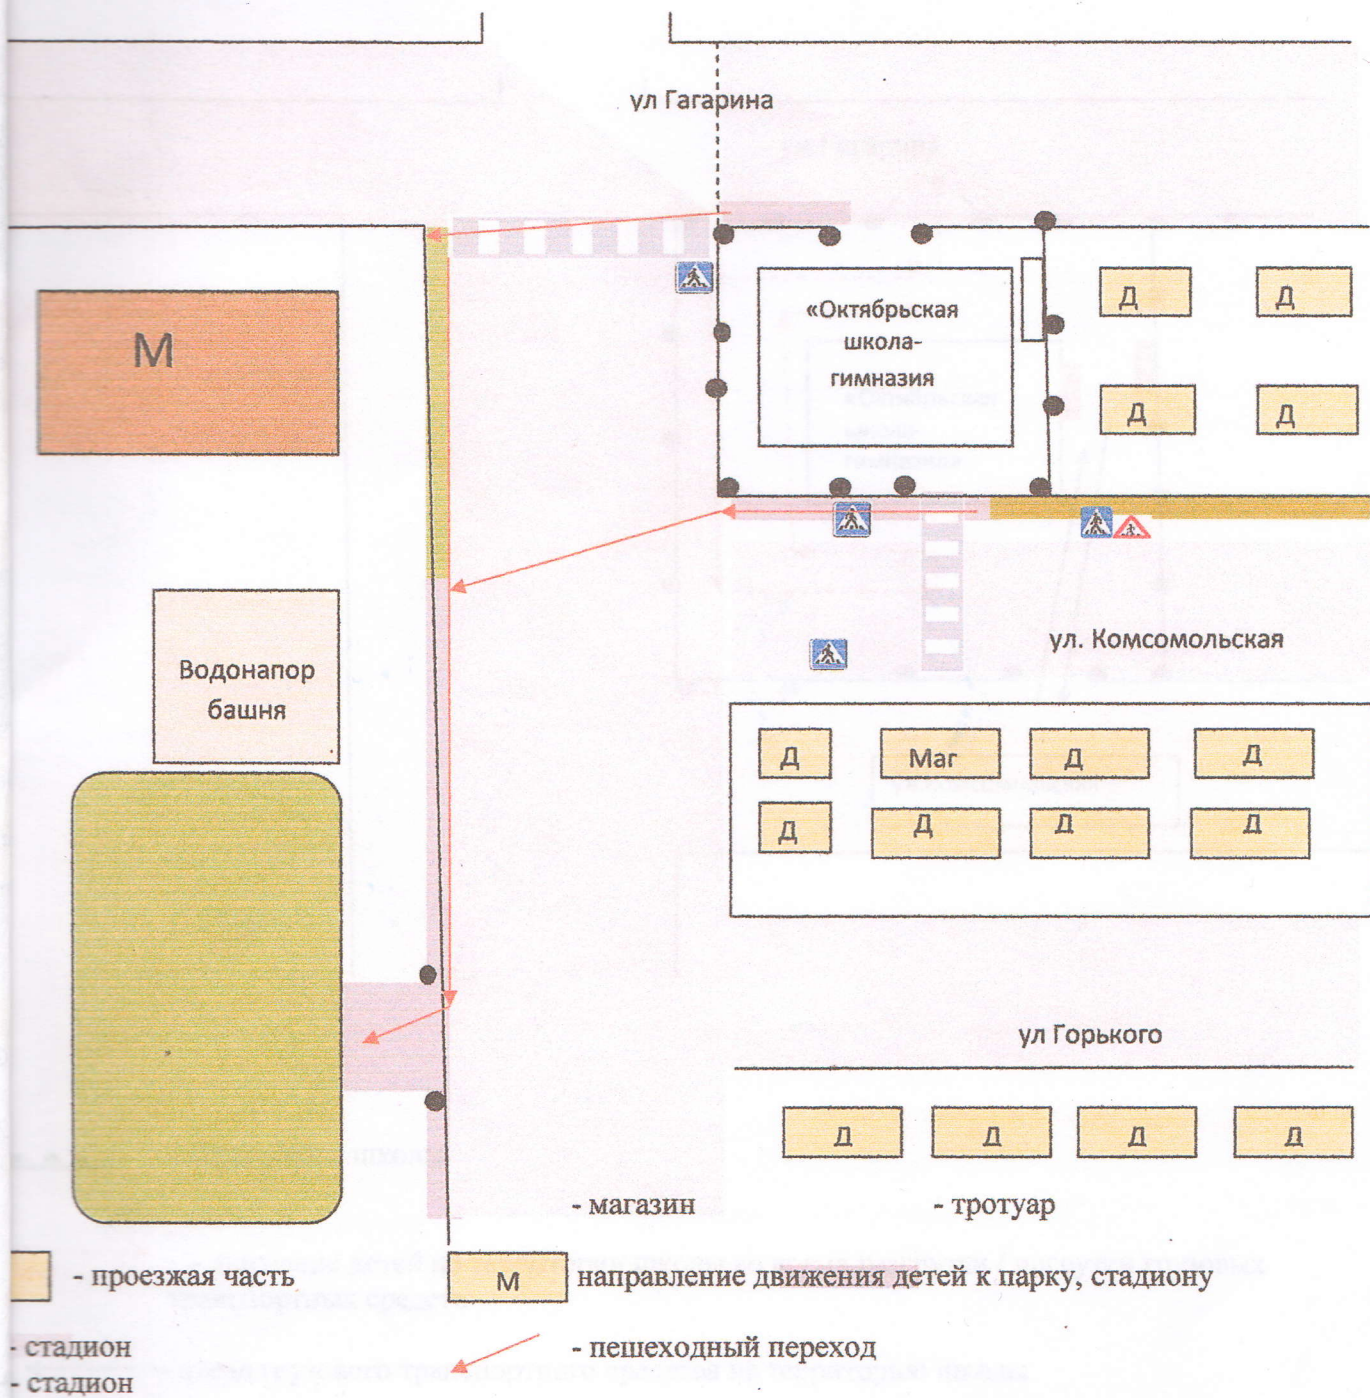 ул Гагарина
М
«Октябрьская
школа-
гимназия
Д
Д
Д
Д
Водонапор
башня
ул. Комсомольская
Д
Маг
Д
Д
Д
Д
Д
Д
ул Горького
Д
Д
Д
Д
- магазин
- тротуар
- проезжая часть
М
направление движения детей к парку, стадиону
- стадион
- пешеходный переход
- стадион